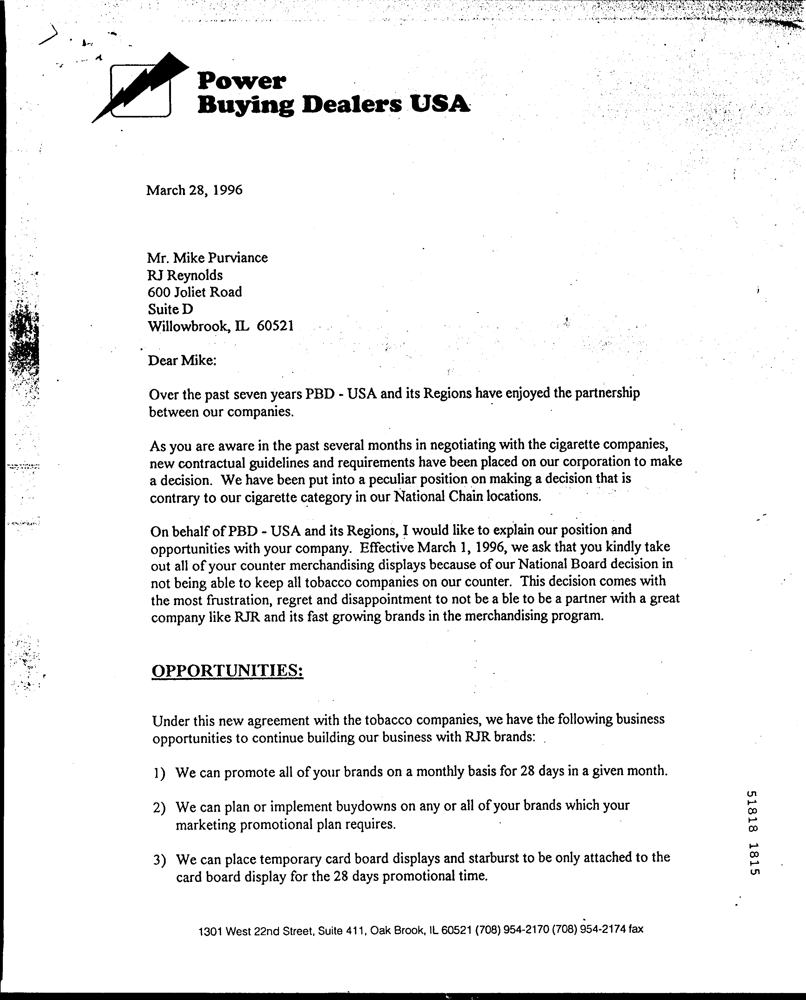 Power
Buying Dealers USA
March 28, 1996
Mr. Mike Purviance
RJ Reynolds
600 Joliet Road
Suite D
Willowbrook, IL 60521
Dear Mike:
Over the past seven years PBD - USA and its Regions have enjoyed the partnership
between our companies.
As you are aware in the past several months in negotiating with the cigarette companies,
new contractual guidelines and requirements have been placed on our corporation to make
a decision. We have been put into a peculiar position on making a decision that is
contrary to our cigarette category in our National Chain locations.
On behalf of PBD - USA and its Regions, I would like to explain our position and
opportunities with your company. Effective March 1, 1996, we ask that you kindly take
out all of your counter merchandising displays because of our National Board decision in
not being able to keep all tobacco companies on our counter. This decision comes with
the most frustration, regret and disappointment to not be a ble to be a partner with a great
company like RJR and its fast growing brands in the merchandising program.
OPPORTUNITIES:
Under this new agreement with the tobacco companies, we have the following business
opportunities to continue building our business with RJR brands:
1) We can promote all of your brands on a monthly basis for 28 days in a given month.
2) We can plan or implement buydowns on any or all of your brands which your
marketing promotional plan requires.
3) We can place temporary card board displays and starburst to be only attached to the
card board display for the 28 days promotional time.
51818 1815
1301 West 22nd Street, Suite 411, Oak Brook, IL 60521 (708) 954-2170 (708) 954-2174 fax